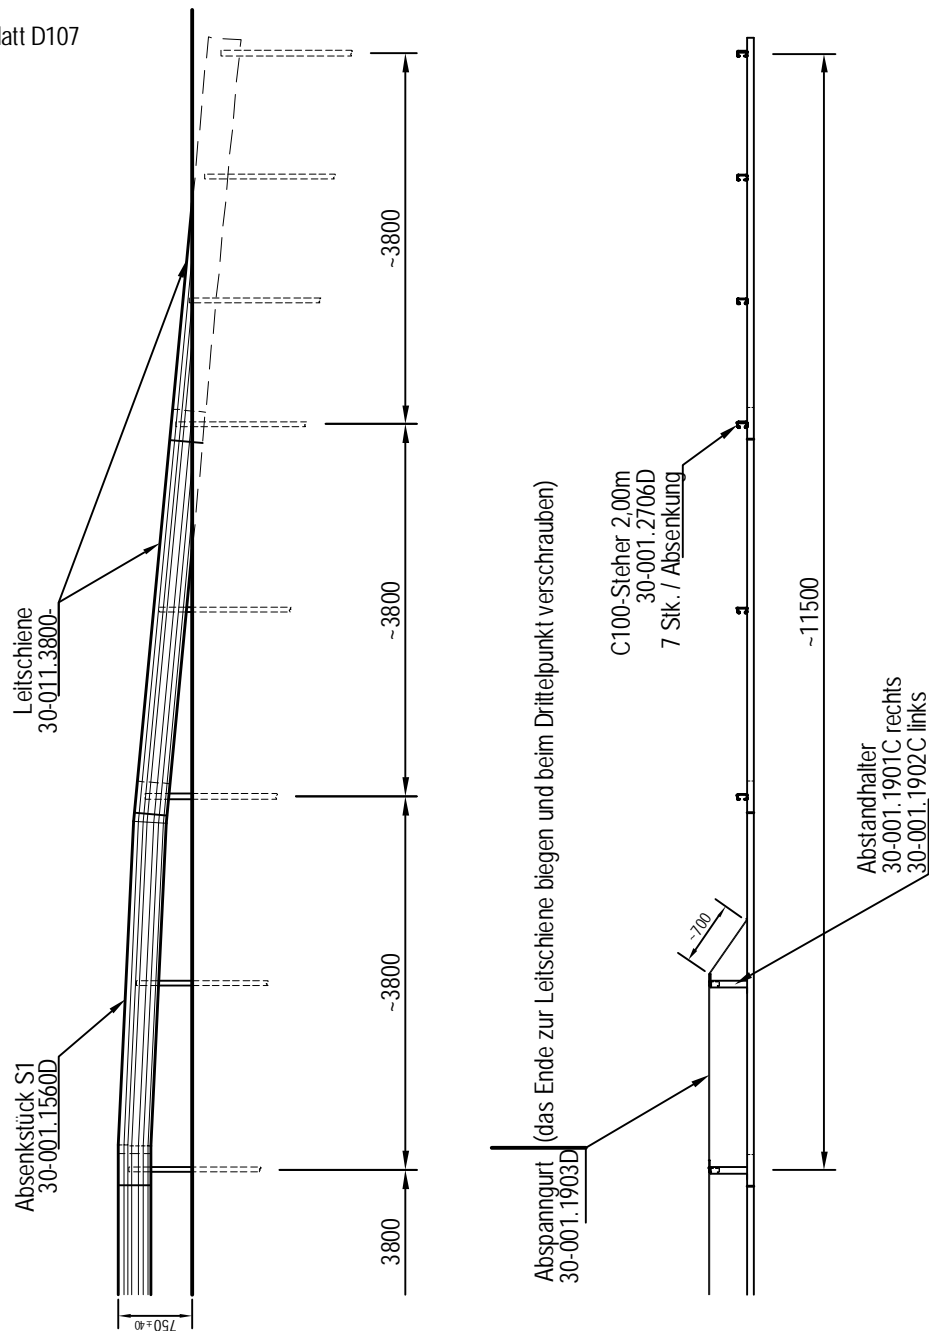 latt D107
Leitschiene
30-011.3800-
~3800
~3800
~3800
3800
Absenkstück S1
30-001.1560D
750±40
C100-Steher 2,00m
30-001.2706D
7 Stk. / Absenkung
~11500
Abspanngurt (das Ende zur Leitschiene biegen und beim Drittelpunkt verschrauben)
30-001.1903D
~700
Abstandhalter
30-001.1901C rechts
30-001.1902C links